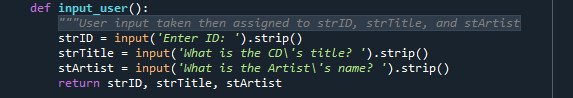 def input_user():
    """User input taken then assigned to strID, strTitle, and stArtist
    strID = input('Enter ID: ').strip()
    strTitle = input('What is the CD\'s title? ').strip()
    stArtist = input('What is the Artist\'s name? ').strip()
    return strID, strTitle, stArtist